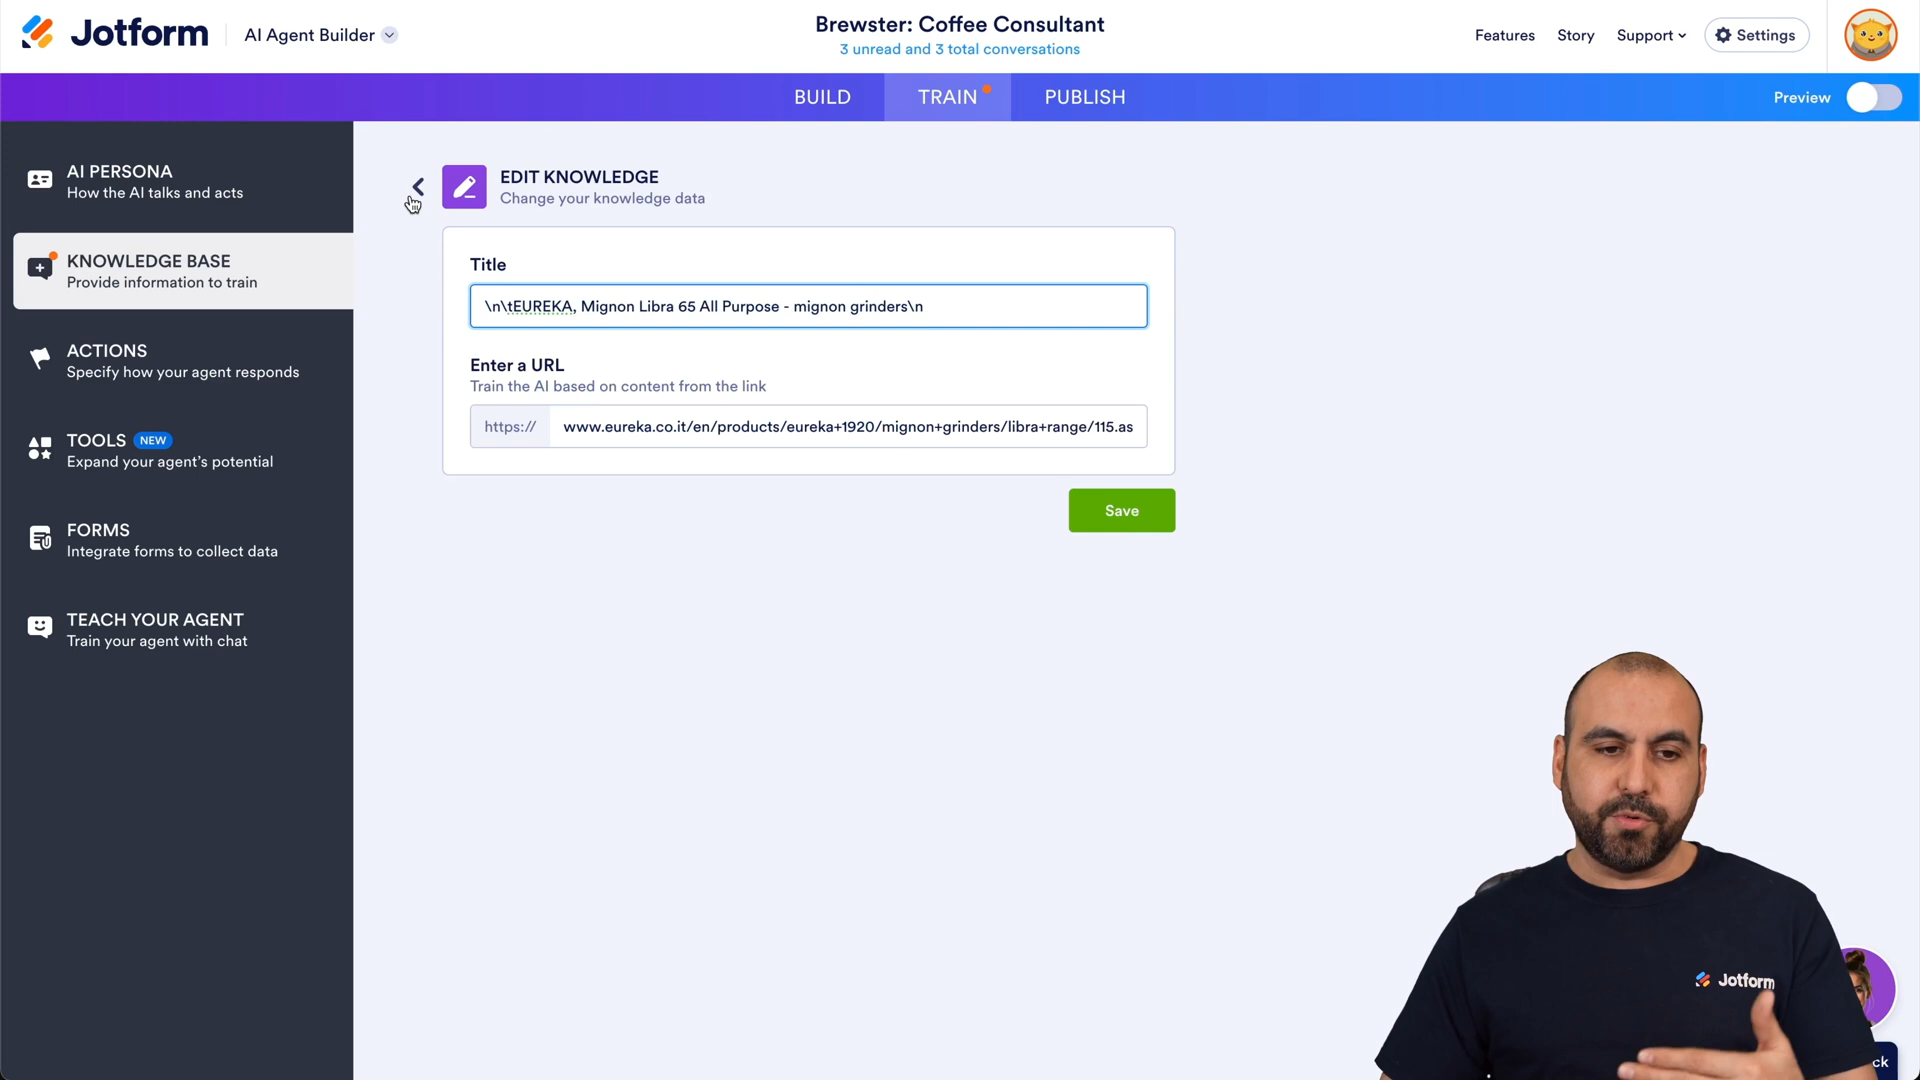 Jotform
AI Agent Builder
Brewster: Coffee Consultant
3 unread and 3 total conversations
Features
Story
Support
Settings
BUILD
TRAIN
PUBLISH
Preview
AI PERSONA
How the AI talks and acts
KNOWLEDGE BASE
Provide information to train
ACTIONS
Specify how your agent responds
TOOLS NEW
Expand your agent's potential
FORMS
Integrate forms to collect data
TEACH YOUR AGENT
Train your agent with chat
EDIT KNOWLEDGE
Change your knowledge data
Title
\n\tEUREKA, Mignon Libra 65 All Purpose - mignon grinders\n
Enter a URL
Train the AI based on content from the link
https:// www.eureka.co.it/en/products/eureka+1920/mignon+grinders/libra+range/115.as
Save
Jotform
ck